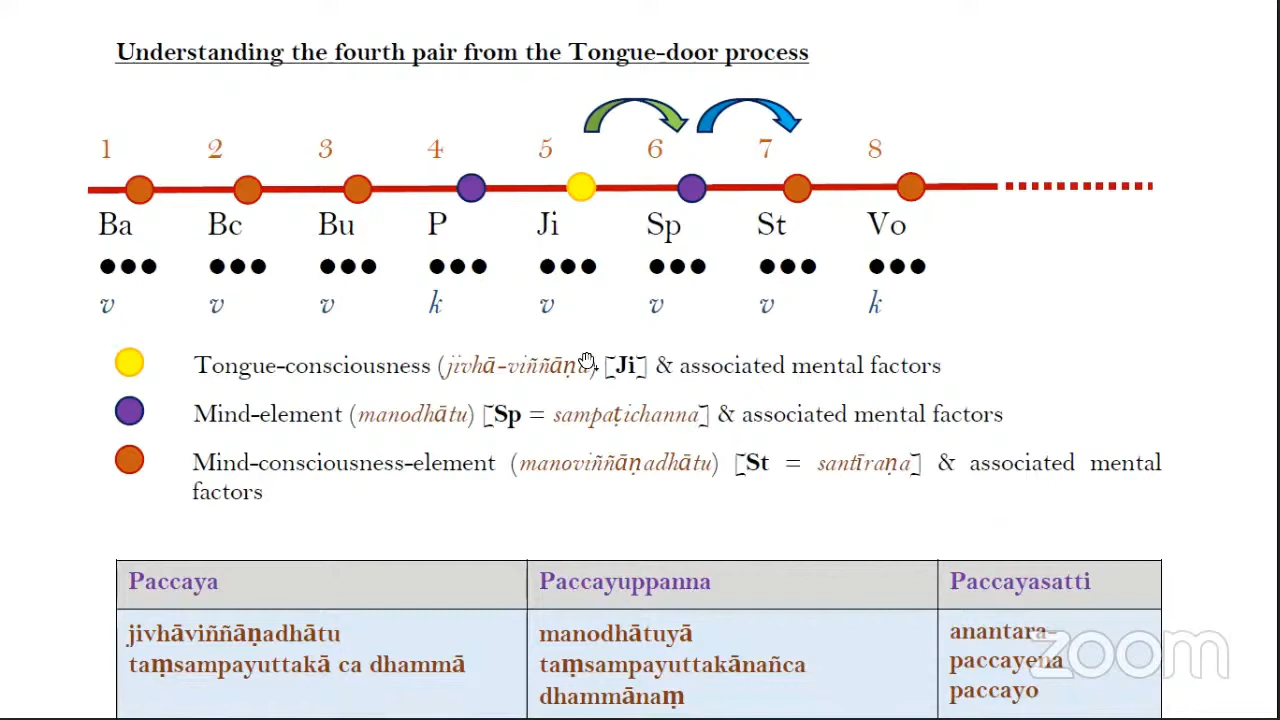 Understanding the fourth pair from the Tongue-door process
1 2 3 4 5 6 7 8
Ba Bc Bu P Ji Sp St Vo
v v v k v v v k
Tongue-consciousness (jivhā-viññāṇa) [Ji] & associated mental factors
Mind-element (manodhātu) [Sp = sampaṭichanna] & associated mental factors
Mind-consciousness-element (manoviññāṇadhātu) [St = santīraṇa] & associated mental
factors
Paccaya Paccayuppanna Paccayasatti
jivhāviññāṇadhātu
taṃsampayuttakā ca dhammā
manodhātuyā
taṃsampayuttakānañca
dhammānaṃ
anantara-
paccayena
paccayo
zoom